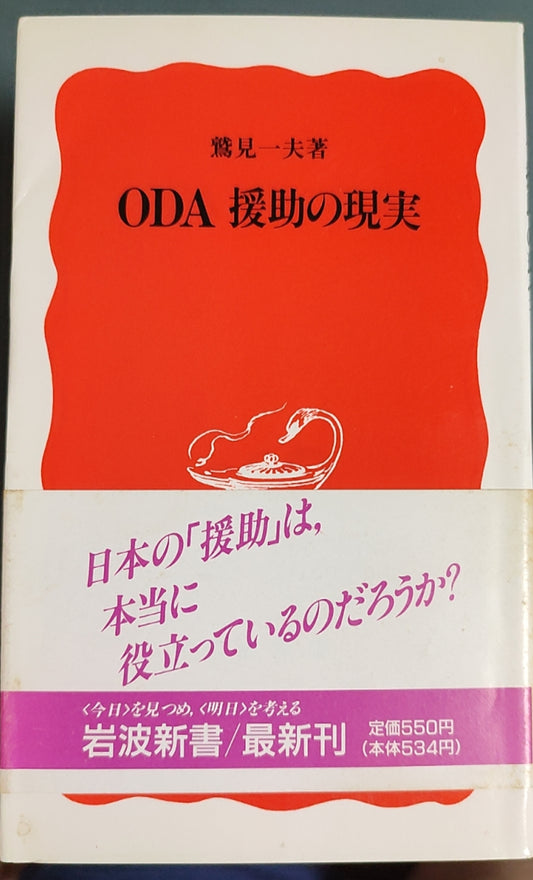 鷲見一夫著
ODA 援助の現実
日本の「援助」は,
本当に
役立っているのだろうか?
〈今日〉を見つめ,〈明日〉を考える
岩波新書/最新刊
定価550円
(本体534円)